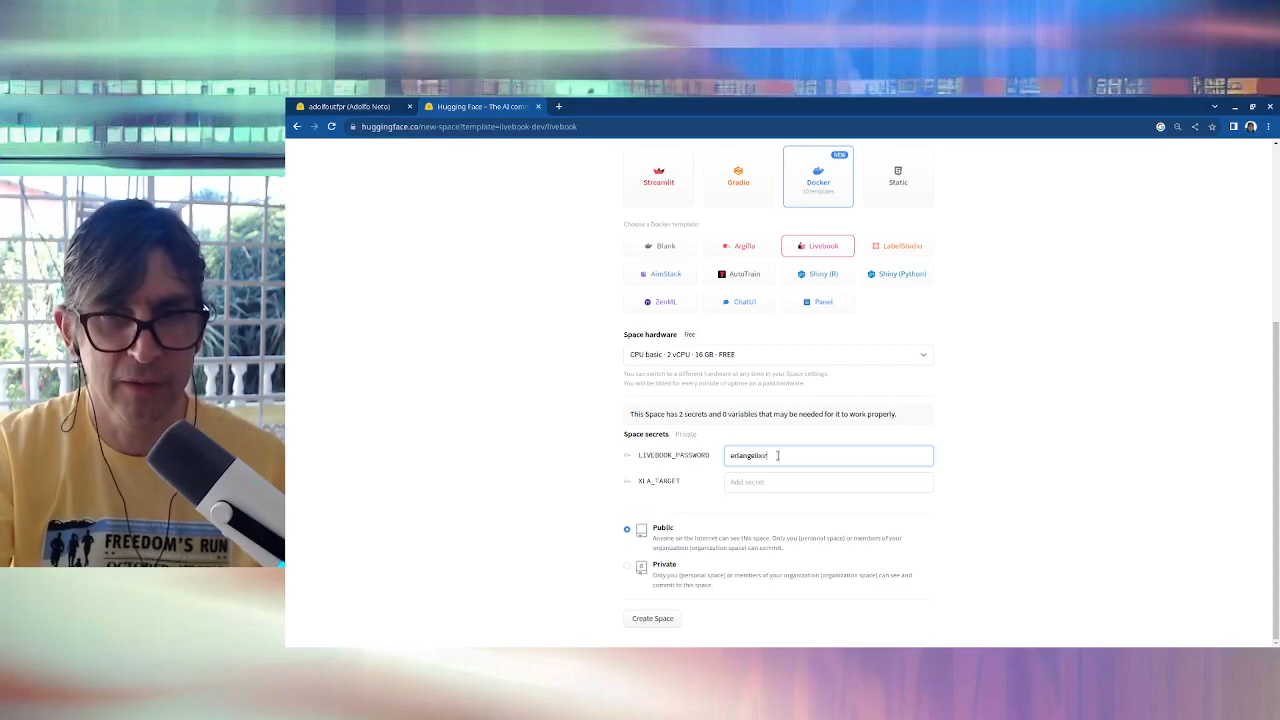 adolfoutfpr (Adolfo Neto)
Hugging Face – The AI com
huggingface.co/new-space?template=livebook-dev/livebook
NEW
Streamlit
Gradio
Docker
10 templates
Static
Choose a Docker template:
Blank
Argilla
Livebook
LabelStudio
AimStack
AutoTrain
Shiny (R)
Shiny (Python)
ZenML
ChatUI
Panel
Space hardware Free
CPU basic · 2 vCPU · 16 GB · FREE
You can switch to a different hardware at any time in your Space settings.
You will be billed for every minute of uptime on a paid hardware.
This Space has 2 secrets and 0 variables that may be needed for it to work properly.
Space secrets Private
LIVEBOOK_PASSWORD
erlangelixir
XLA_TARGET
Add secret
Public
Anyone on the internet can see this space. Only you (personal space) or members of your
organization (organization space) can commit.
Private
Only you (personal space) or members of your organization (organization space) can see and
commit to this space.
Create Space
FREEDOM'S RUN